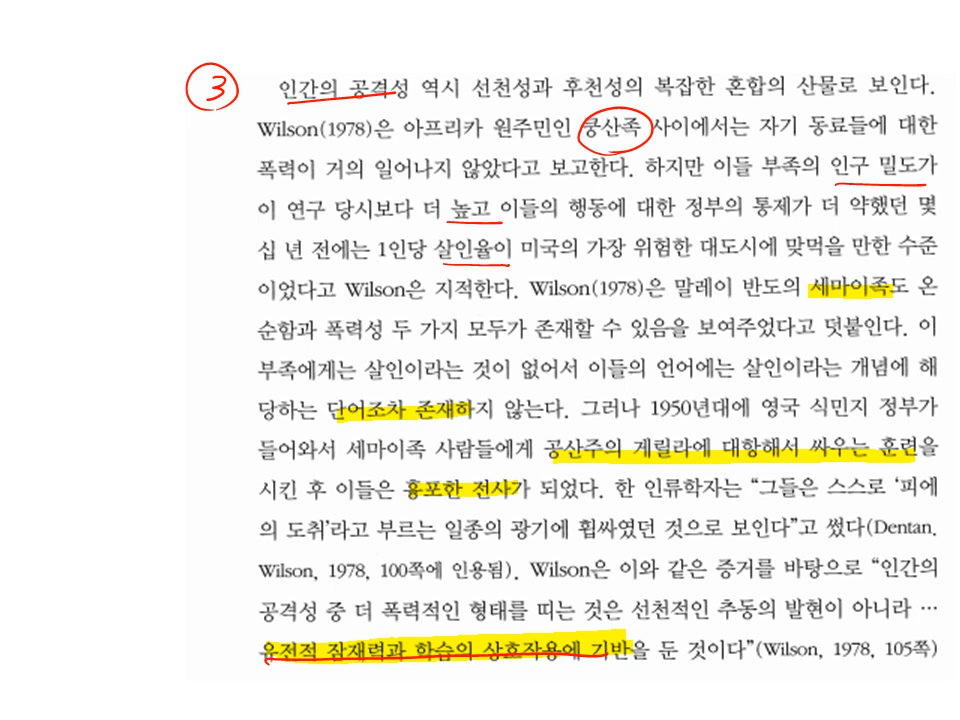 ③ 인간의 공격성 역시 선천성과 후천성의 복잡한 혼합의 산물로 보인다.
Wilson(1978)은 아프리카 원주민인 쿵산족 사이에서는 자기 동료들에 대한
폭력이 거의 일어나지 않았다고 보고한다. 하지만 이들 부족의 인구 밀도가
이 연구 당시보다 더 높고 이들의 행동에 대한 정부의 통제가 더 약했던 몇
십 년 전에는 1인당 살인율이 미국의 가장 위험한 대도시에 맞먹을 만한 수준
이었다고 Wilson은 지적한다. Wilson(1978)은 말레이 반도의 세마이족도 온
순함과 폭력성 두 가지 모두가 존재할 수 있음을 보여주었다고 덧붙인다. 이
부족에게는 살인이라는 것이 없어서 이들의 언어에는 살인이라는 개념에 해
당하는 단어조차 존재하지 않는다. 그러나 1950년대에 영국 식민지 정부가
들어와서 세마이족 사람들에게 공산주의 게릴라에 대항해서 싸우는 훈련을
시킨 후 이들은 흉포한 전사가 되었다. 한 인류학자는 “그들은 스스로 ‘피에
의 도취’라고 부르는 일종의 광기에 휩싸였던 것으로 보인다”고 썼다(Dentan.
Wilson, 1978, 100쪽에 인용됨). Wilson은 이와 같은 증거를 바탕으로 “인간의
공격성 중 더 폭력적인 형태를 띠는 것은 선천적인 추동의 발현이 아니라 …
유전적 잠재력과 학습의 상호작용에 기반을 둔 것이다”(Wilson, 1978, 105쪽)